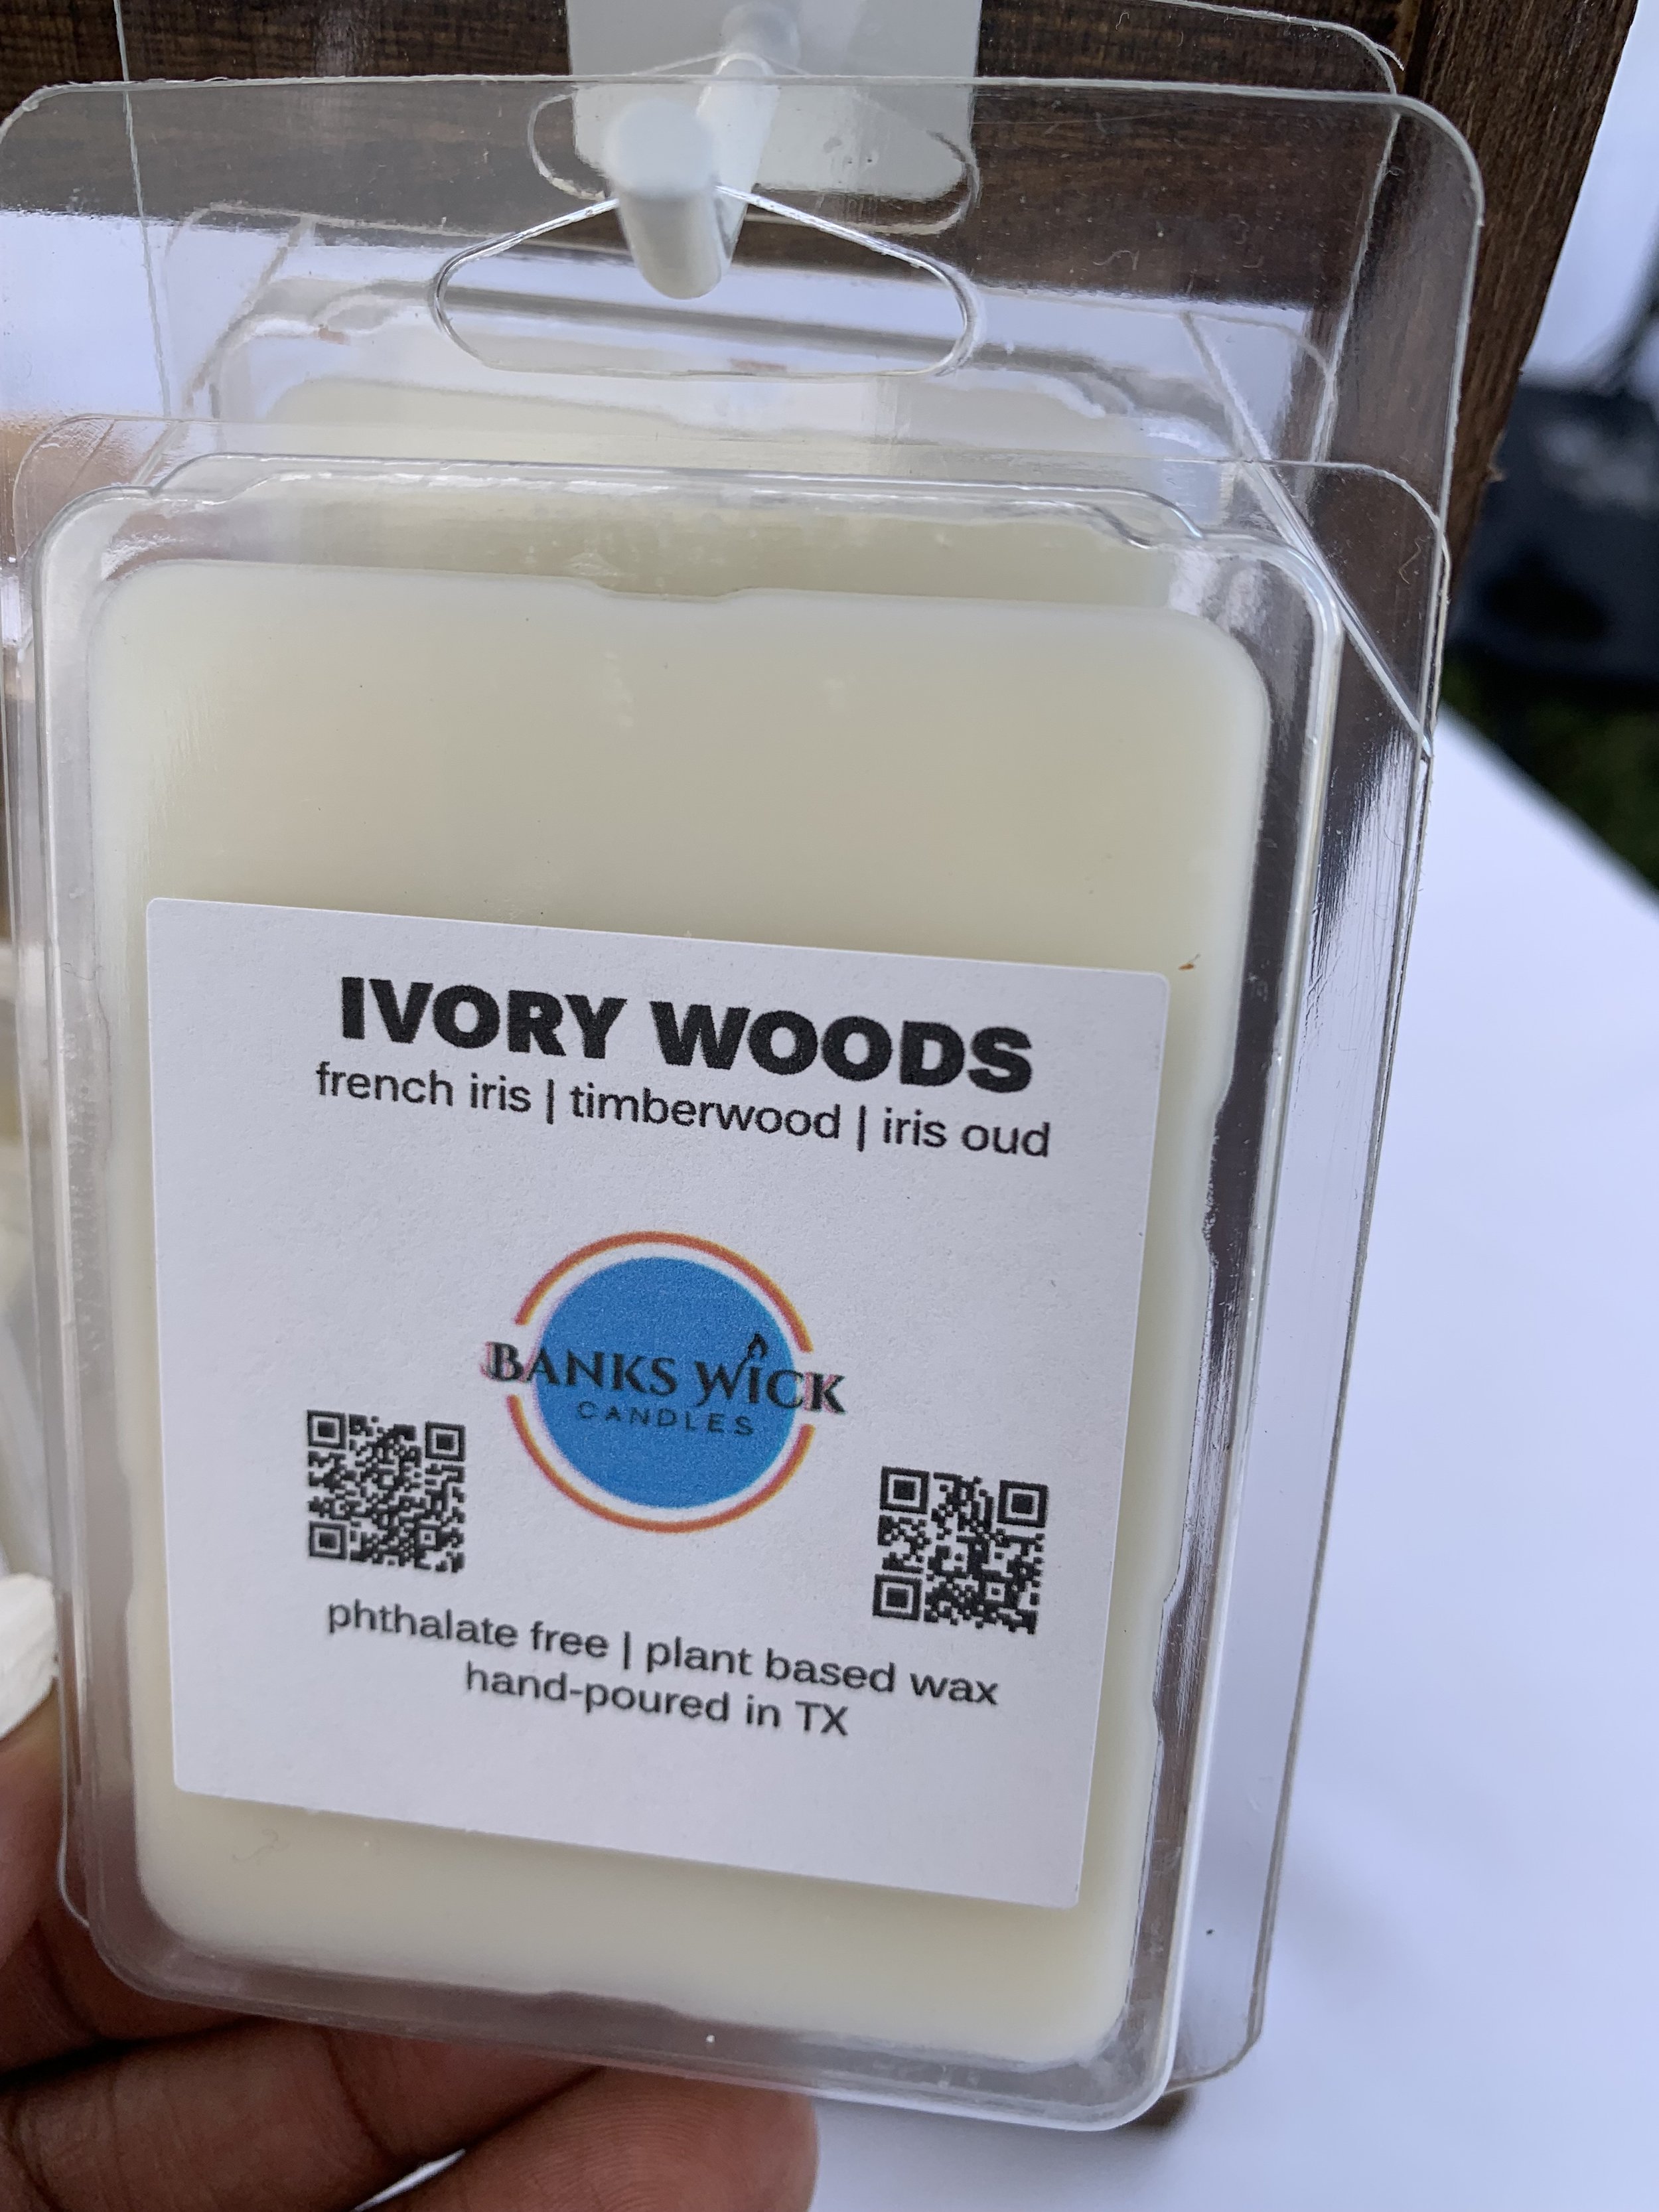 IVORY WOODS
french iris | timberwood | iris oud
BANKS WICK
CANDLES
phthalate free | plant based wax
hand-poured in TX